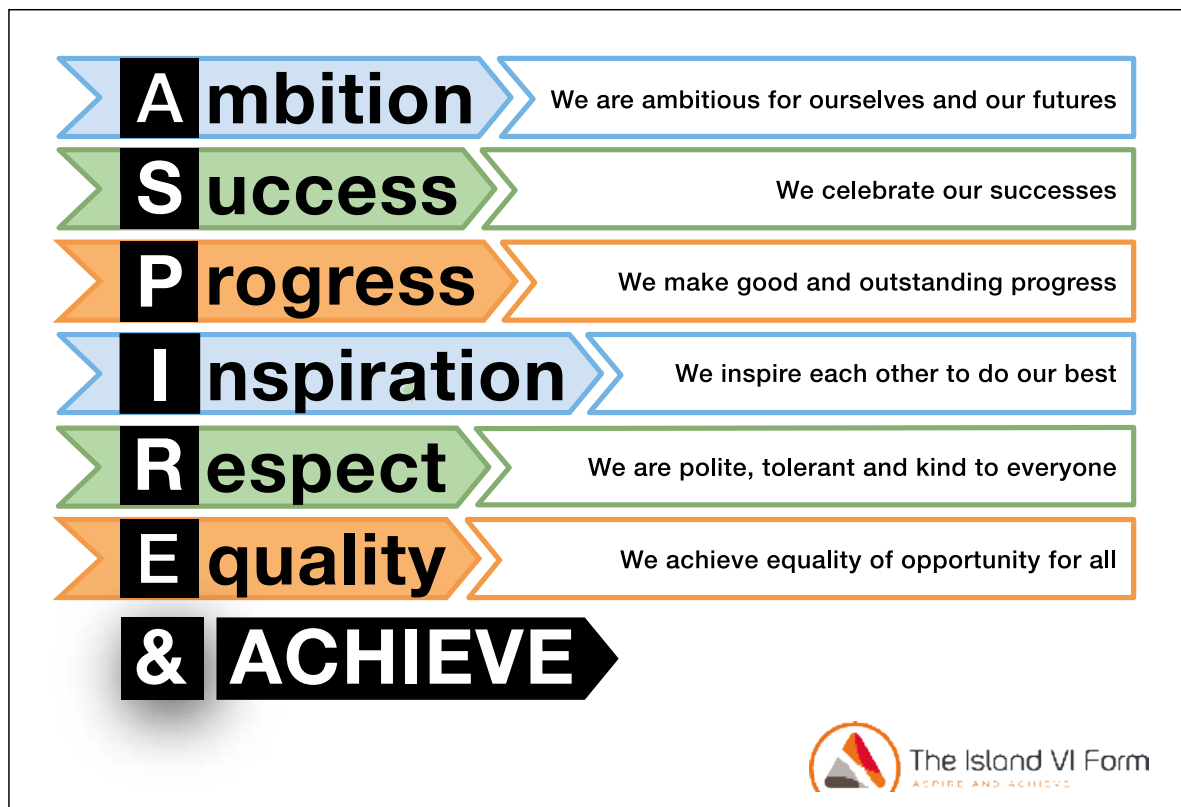 Ambition We are ambitious for ourselves and our futures
Success We celebrate our successes
Progress We make good and outstanding progress
Inspiration We inspire each other to do our best
Respect We are polite, tolerant and kind to everyone
Equality We achieve equality of opportunity for all
& ACHIEVE
The Island VI Form
ASPIRE AND ACHIEVE